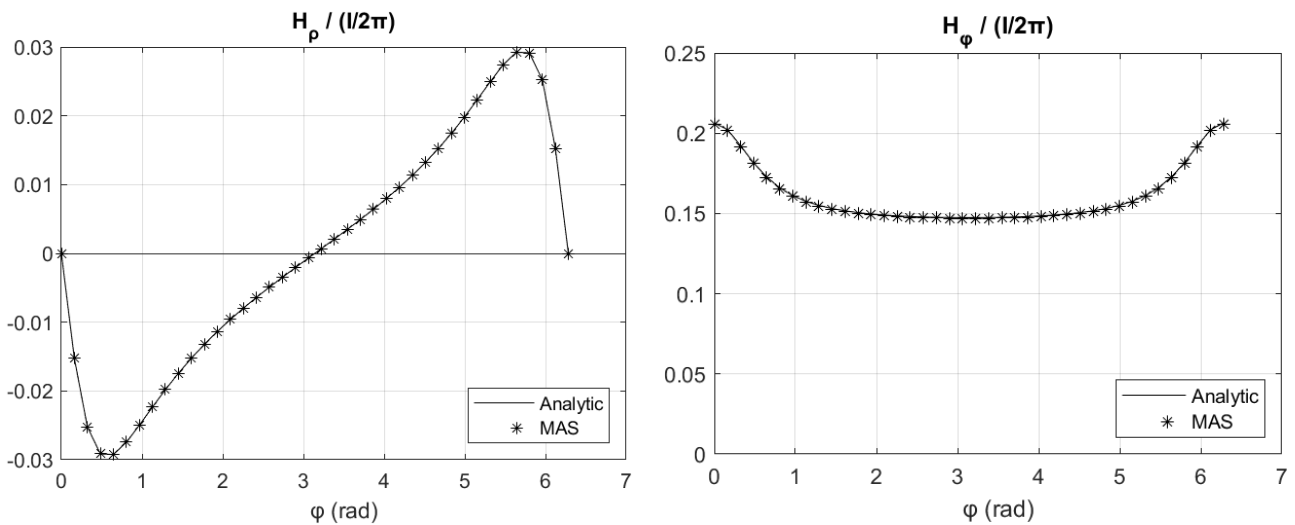 H_ρ / (I/2π)
0.03
0.02
0.01
0
-0.01
-0.02
-0.03
0 1 2 3 4 5 6 7
φ (rad)
Analytic
MAS
H_φ / (I/2π)
0.25
0.2
0.15
0.1
0.05
0
0 1 2 3 4 5 6 7
φ (rad)
Analytic
MAS